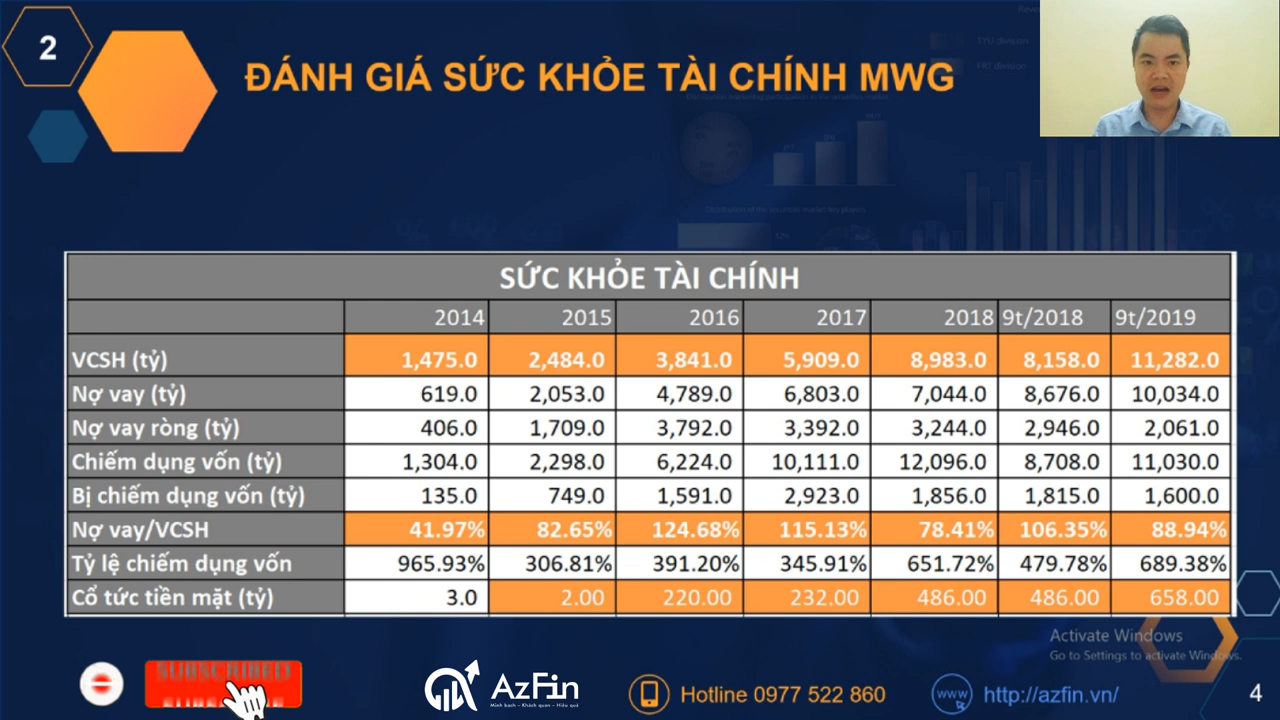 2
ĐÁNH GIÁ SỨC KHỎE TÀI CHÍNH MWG
SỨC KHỎE TÀI CHÍNH
2014 2015 2016 2017 2018 9t/2018 9t/2019
VCSH (tỷ) 1,475.0 2,484.0 3,841.0 5,909.0 8,983.0 8,158.0 11,282.0
Nợ vay (tỷ) 619.0 2,053.0 4,789.0 6,803.0 7,044.0 8,676.0 10,034.0
Nợ vay ròng (tỷ) 406.0 1,709.0 3,792.0 3,392.0 3,244.0 2,946.0 2,061.0
Chiếm dụng vốn (tỷ) 1,304.0 2,298.0 6,224.0 10,111.0 12,096.0 8,708.0 11,030.0
Bị chiếm dụng vốn (tỷ) 135.0 749.0 1,591.0 2,923.0 1,856.0 1,815.0 1,600.0
Nợ vay/VCSH 41.97% 82.65% 124.68% 115.13% 78.41% 106.35% 88.94%
Tỷ lệ chiếm dụng vốn 965.93% 306.81% 391.20% 345.91% 651.72% 479.78% 689.38%
Cổ tức tiền mặt (tỷ) 3.0 2.00 220.00 232.00 486.00 486.00 658.00
Activate Windows
Go to Settings to activate Windows.
AzFin
Minh bạch – Khách quan – Hiệu quả
Hotline 0977 522 860
www
http://azfin.vn/
4